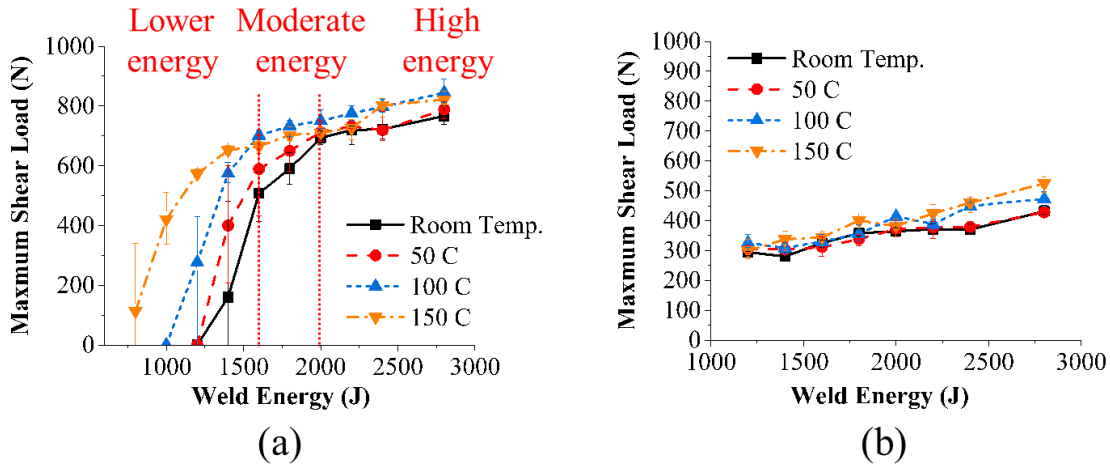 Lower
energy
Moderate
energy
High
energy
Maxmum Shear Load (N)
1000
800
600
400
200
0
Room Temp.
50 C
100 C
150 C
1000 1500 2000 2500 3000
Weld Energy (J)
(a)
Maxmum Shear Load (N)
1000
900
800
700
600
500
400
300
200
100
0
Room Temp.
50 C
100 C
150 C
1000 1500 2000 2500 3000
Weld Energy (J)
(b)